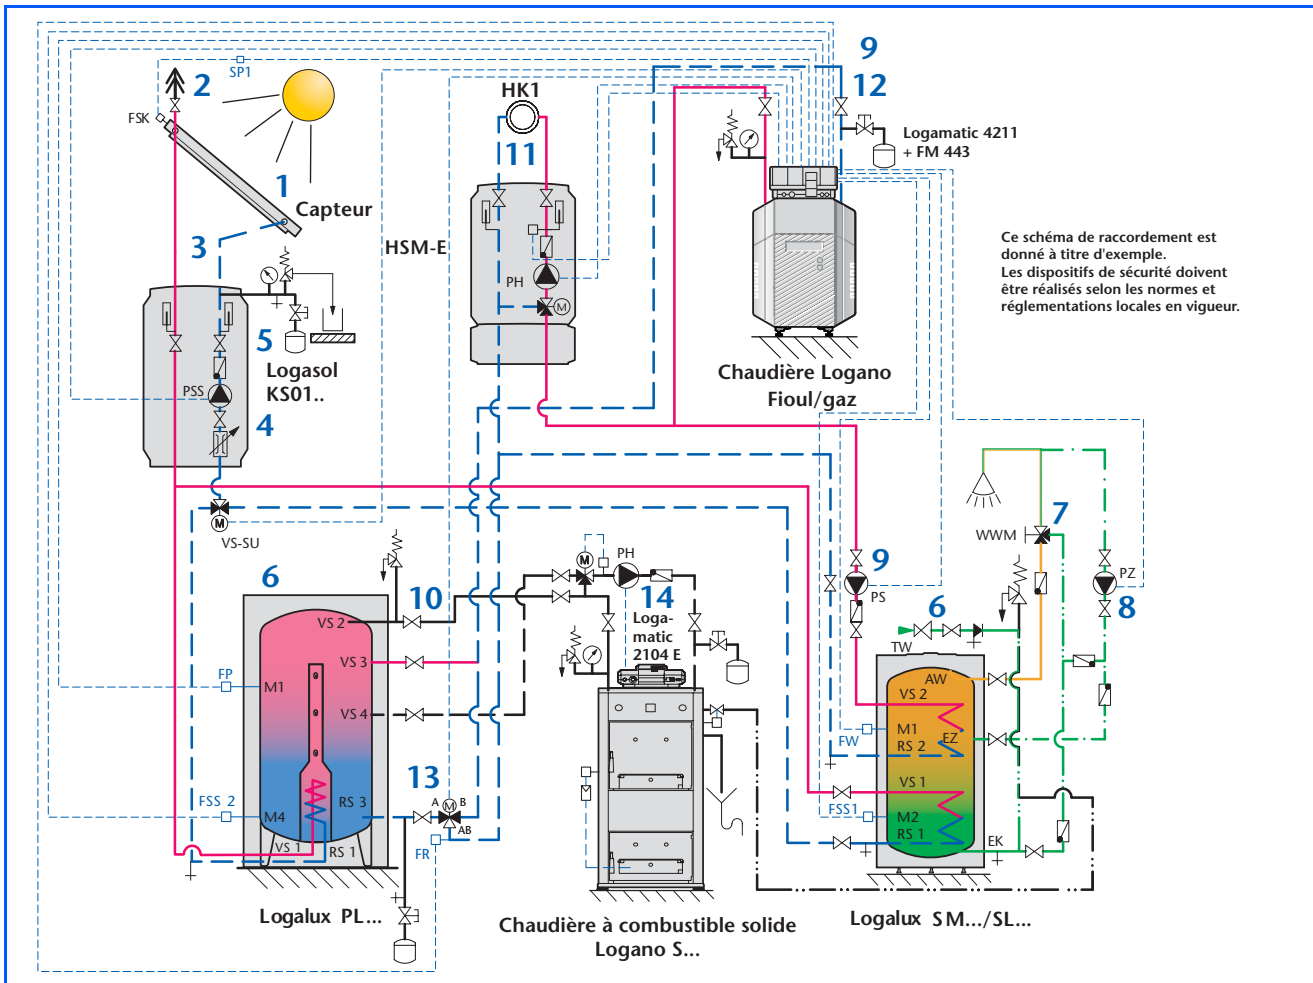 9
2
SP1
12
HK1
FSK
Logamatic 4211
+ FM 443
11
1
Capteur
3
HSM-E
Ce schéma de raccordement est
donné à titre d'exemple.
Les dispositifs de sécurité doivent
être réalisés selon les normes et
réglementations locales en vigueur.
PH
M
5
Logasol
KS01..
Chaudière Logano
Fioul/gaz
PSS
4
M
VS-SU
7
WWM
M
PH
9
PS
PZ
8
6
10
14
Loga-
matic
2104 E
6
VS 2
TW
VS 3
AW
FP
M1
VS 2
VS 4
M1
EZ
FW
RS 2
13
VS 1
FSS 2
RS 3
A
M
B
FSS1
M2
M4
AB
RS 1
VS 1
RS 1
FR
EK
Logalux PL...
Chaudière à combustible solide
Logano S...
Logalux SM.../SL...